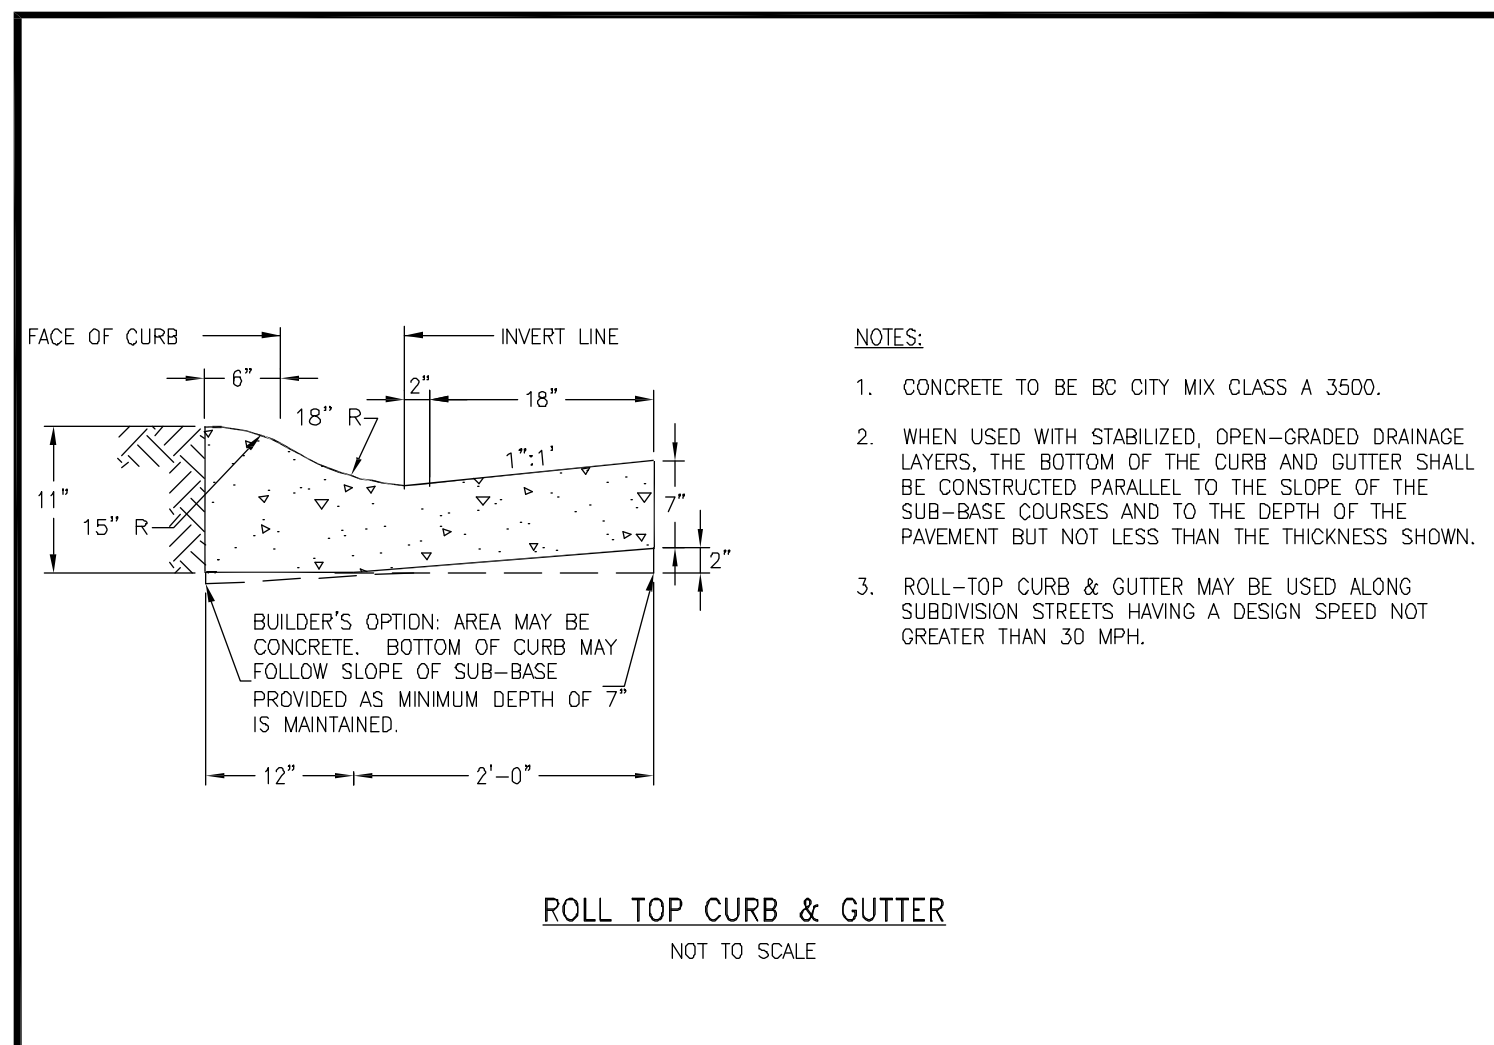 FACE OF CURB
INVERT LINE
6"
2"
18"
18" R
1":1'
11"
15" R
7"
2"
BUILDER'S OPTION: AREA MAY BE
CONCRETE. BOTTOM OF CURB MAY
FOLLOW SLOPE OF SUB-BASE
PROVIDED AS MINIMUM DEPTH OF 7"
IS MAINTAINED.
12"
2'-0"
NOTES:
1. CONCRETE TO BE BC CITY MIX CLASS A 3500.
2. WHEN USED WITH STABILIZED, OPEN-GRADED DRAINAGE
LAYERS, THE BOTTOM OF THE CURB AND GUTTER SHALL
BE CONSTRUCTED PARALLEL TO THE SLOPE OF THE
SUB-BASE COURSES AND TO THE DEPTH OF THE
PAVEMENT BUT NOT LESS THAN THE THICKNESS SHOWN.
3. ROLL-TOP CURB & GUTTER MAY BE USED ALONG
SUBDIVISION STREETS HAVING A DESIGN SPEED NOT
GREATER THAN 30 MPH.
ROLL TOP CURB & GUTTER
NOT TO SCALE